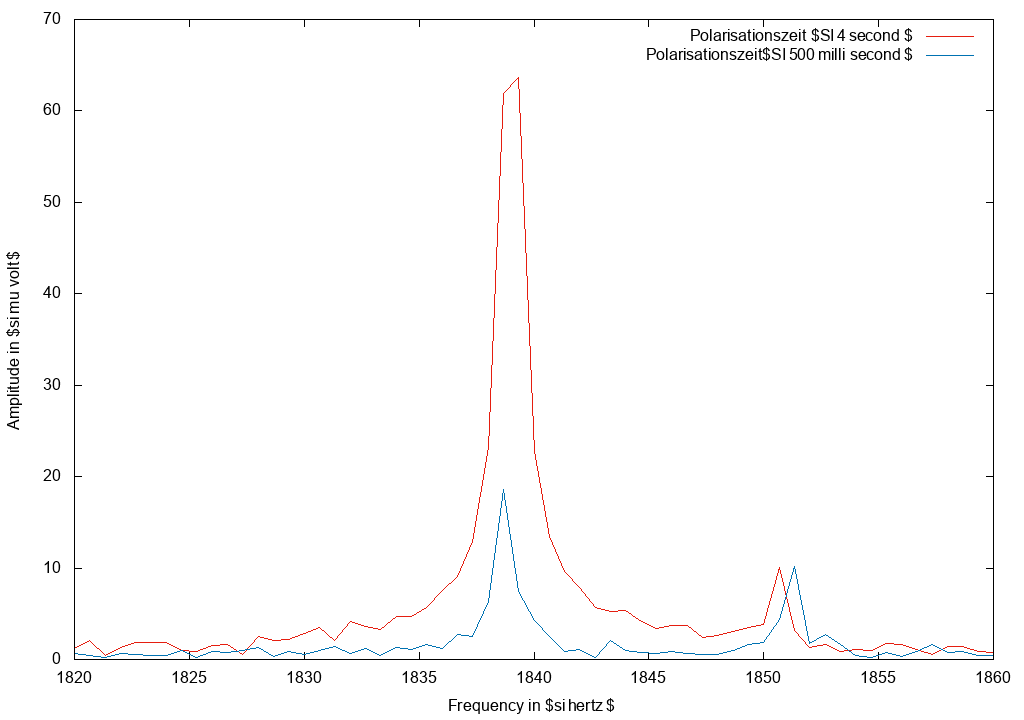 70
60
50
40
30
20
10
0
1820 1825 1830 1835 1840 1845 1850 1855 1860
Amplitude in $si mu volt$
Frequency in $si hertz $
Polarisationszeit $SI 4 second $
Polarisationszeit$SI 500 milli second $